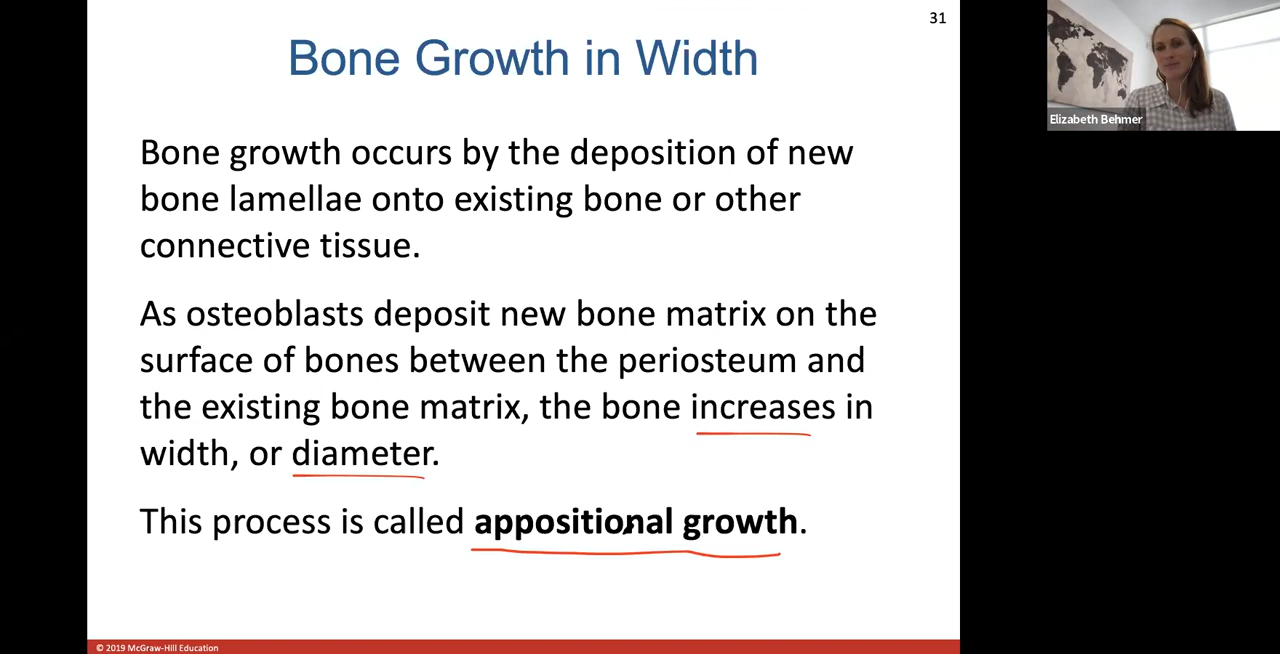 31
Bone Growth in Width
Elizabeth Behmer
Bone growth occurs by the deposition of new
bone lamellae onto existing bone or other
connective tissue.
As osteoblasts deposit new bone matrix on the
surface of bones between the periosteum and
the existing bone matrix, the bone increases in
width, or diameter.
This process is called appositional growth.
© 2019 McGraw-Hill Education